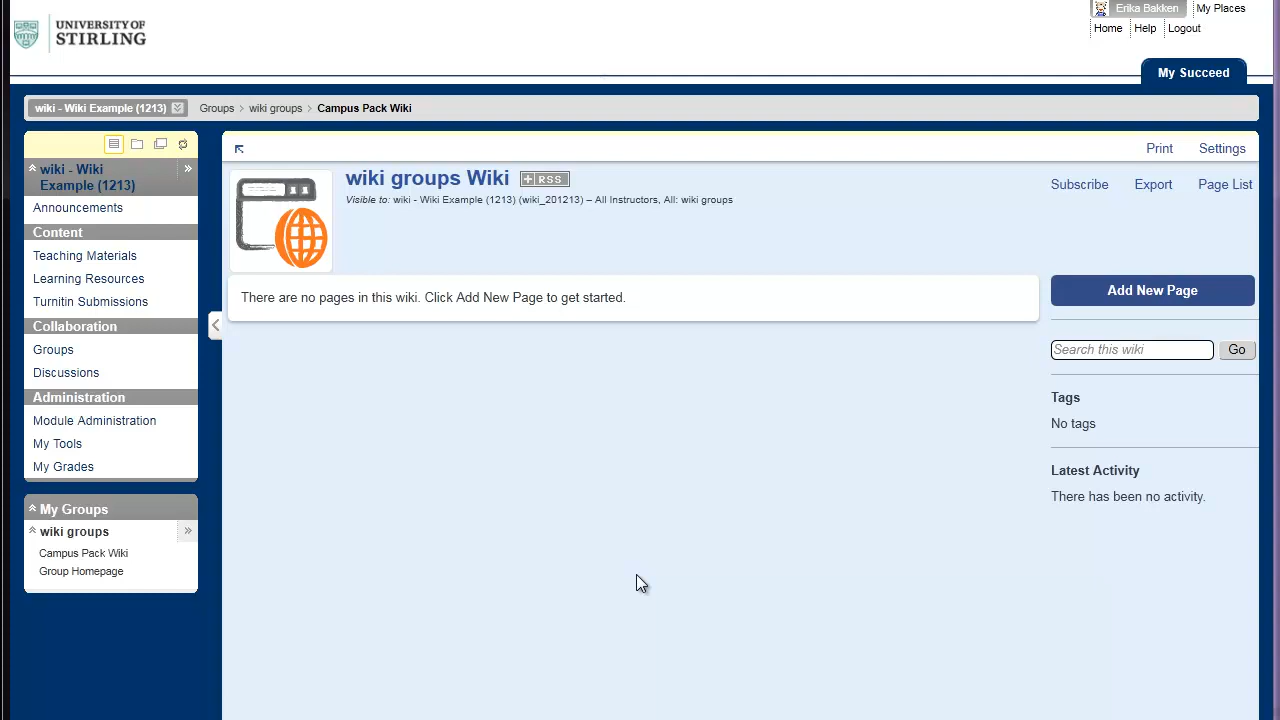 UNIVERSITY OF
STIRLING
Erika Bakken
My Places
Home
Help
Logout
My Succeed
wiki - Wiki Example (1213)
Groups > wiki groups > Campus Pack Wiki
wiki - Wiki
Example (1213)
Announcements
Content
Teaching Materials
Learning Resources
Turnitin Submissions
Collaboration
Groups
Discussions
Administration
Module Administration
My Tools
My Grades
My Groups
wiki groups
Campus Pack Wiki
Group Homepage
Print
Settings
wiki groups Wiki
+ RSS
Visible to: wiki - Wiki Example (1213) (wiki_201213) – All Instructors, All: wiki groups
Subscribe
Export
Page List
There are no pages in this wiki. Click Add New Page to get started.
Add New Page
Search this wiki
Go
Tags
No tags
Latest Activity
There has been no activity.